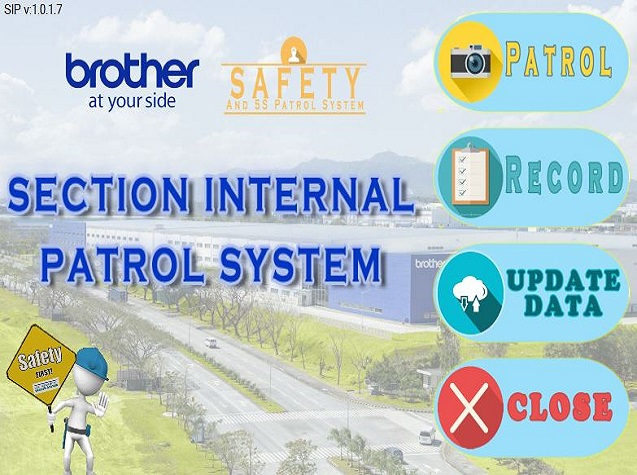 SIP v:1.0.1.7
brother
at your side
SAFETY
AND 5S PATROL SYSTEM
SECTION INTERNAL
PATROL SYSTEM
PATROL
RECORD
UPDATE
DATA
CLOSE
brother
Safety
FIRST!